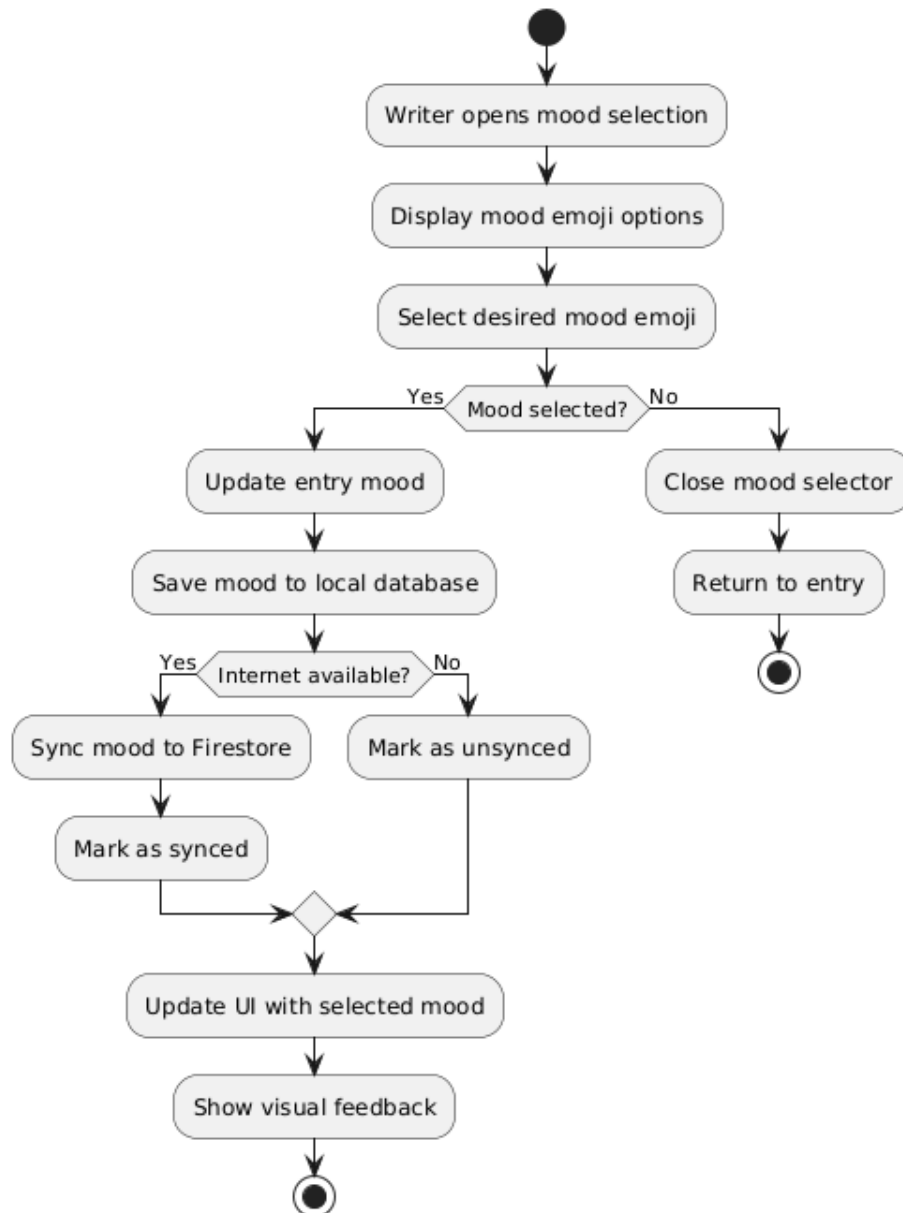 Writer opens mood selection
Display mood emoji options
Select desired mood emoji
Yes
Mood selected?
No
Update entry mood
Close mood selector
Save mood to local database
Return to entry
Yes
Internet available?
No
Sync mood to Firestore
Mark as unsynced
Mark as synced
Update UI with selected mood
Show visual feedback